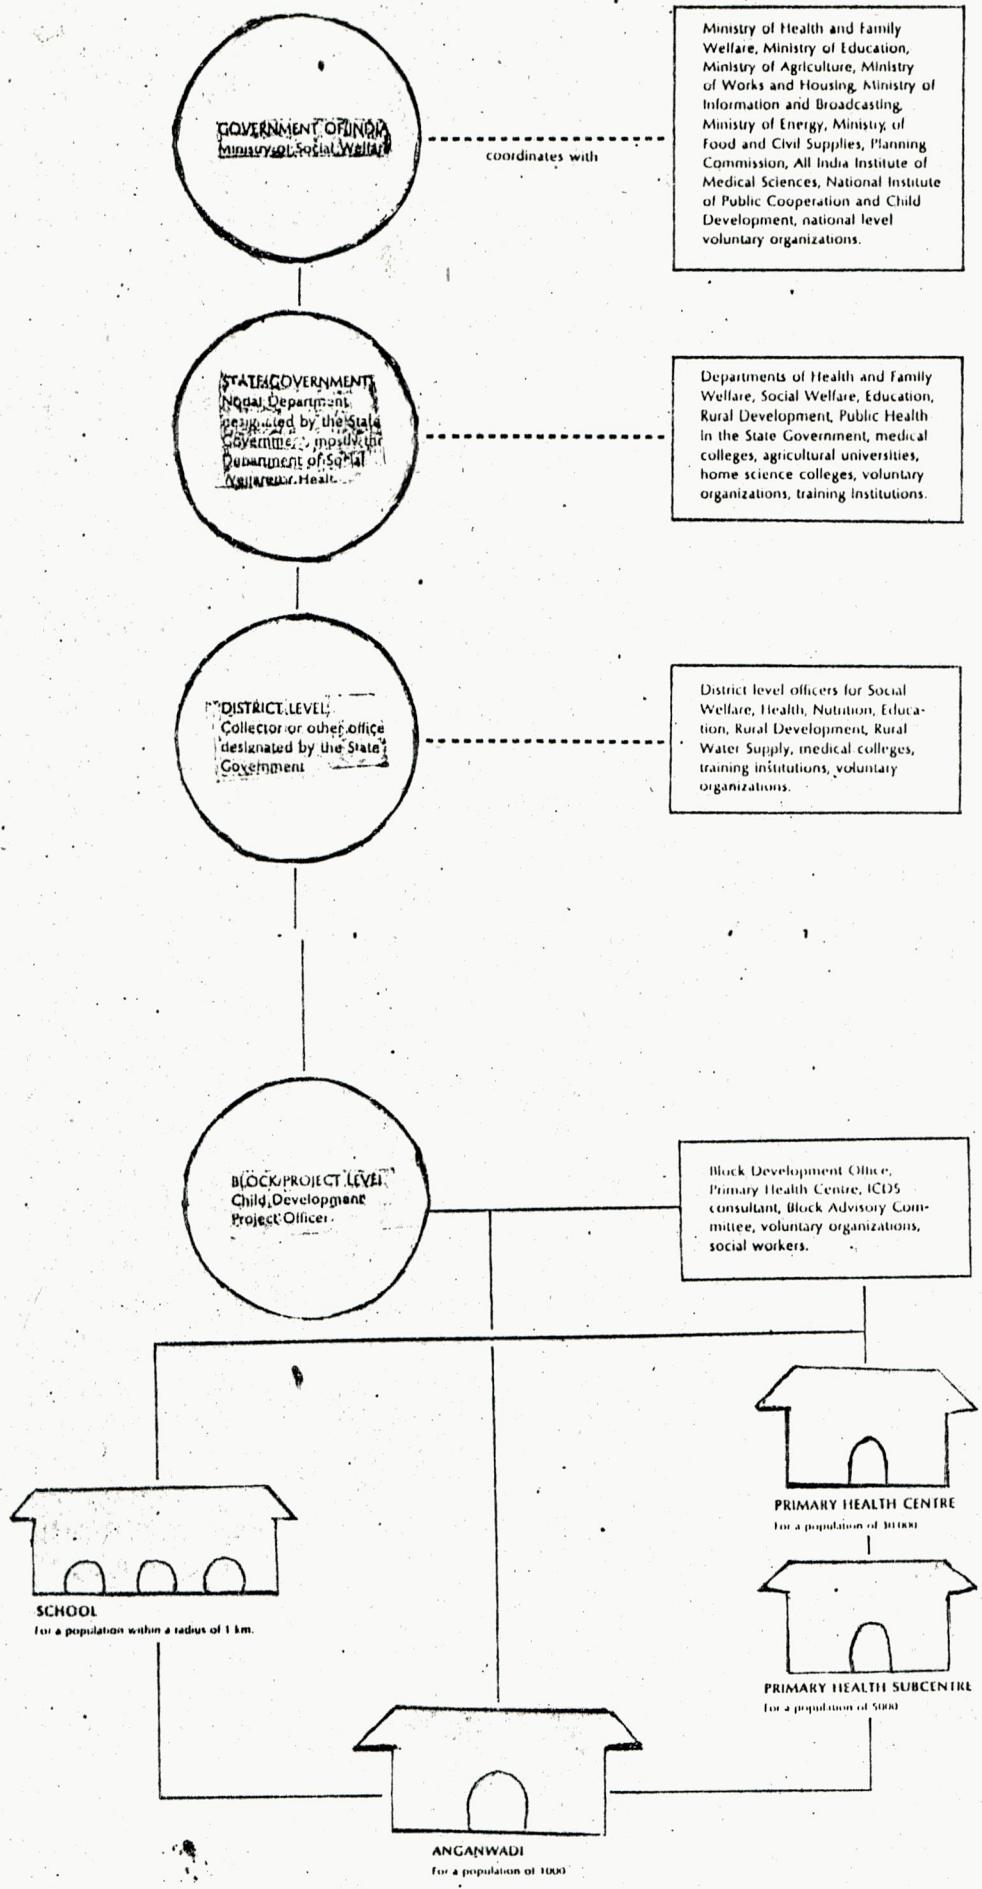 GOVERNMENT OF INDIA
Ministry of Social Welfare
coordinates with
Ministry of Health and Family
Welfare, Ministry of Education,
Ministry of Agriculture, Ministry
of Works and Housing, Ministry of
Information and Broadcasting,
Ministry of Energy, Ministry of
Food and Civil Supplies, Planning
Commission, All India Institute of
Medical Sciences, National Institute
of Public Cooperation and Child
Development, national level
voluntary organizations.
STATE GOVERNMENT
Nodal Department
designated by the State
Government, mostly the
Department of Social
Welfare or Health
Departments of Health and Family
Welfare, Social Welfare, Education,
Rural Development, Public Health
in the State Government, medical
colleges, agricultural universities,
home science colleges, voluntary
organizations, training institutions.
DISTRICT LEVEL
Collector or other office
designated by the State
Government
District level officers for Social
Welfare, Health, Nutrition, Educa-
tion, Rural Development, Rural
Water Supply, medical colleges,
training institutions, voluntary
organizations.
BLOCK/PROJECT LEVEL
Child Development
Project Officer.
Block Development Office,
Primary Health Centre, ICDS
consultant, Block Advisory Com-
mittee, voluntary organizations,
social workers.
PRIMARY HEALTH CENTRE
For a population of 30000
SCHOOL
For a population within a radius of 1 km.
PRIMARY HEALTH SUBCENTRE
For a population of 5000
ANGANWADI
For a population of 1000